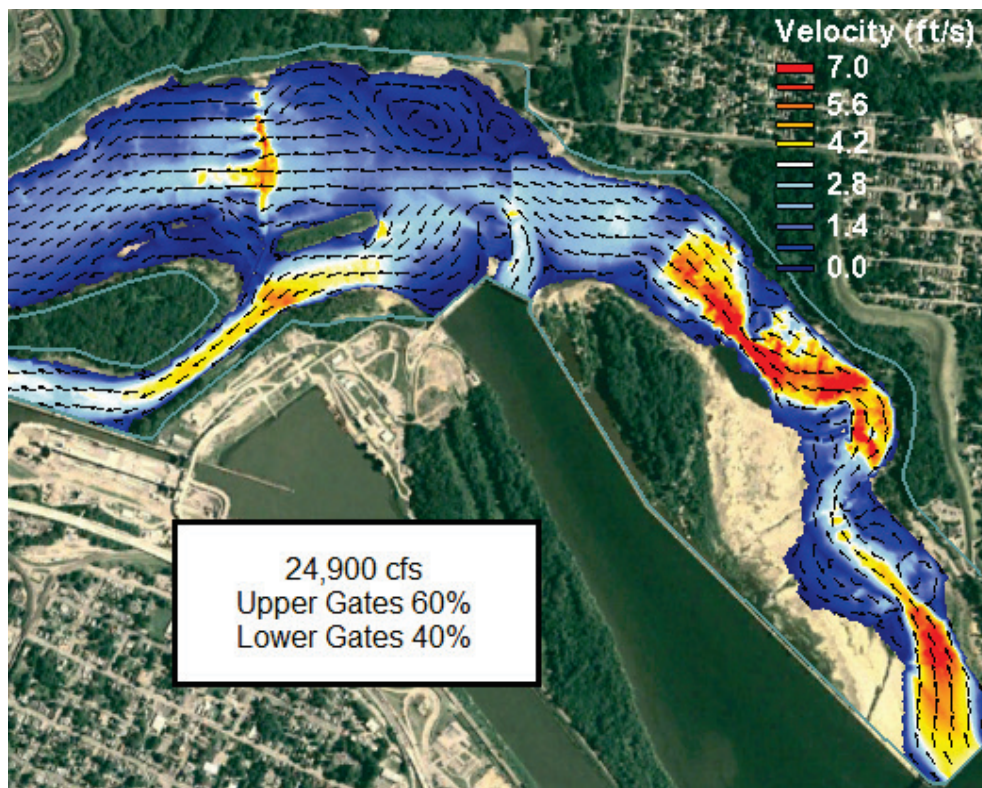 Velocity (ft/s)
7.0
5.6
4.2
2.8
1.4
0.0
24,900 cfs
Upper Gates 60%
Lower Gates 40%